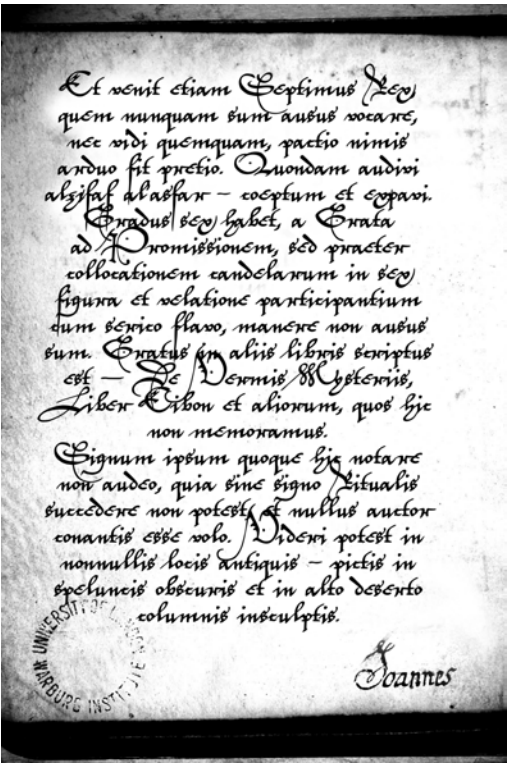 Et venit etiam Septimus Rex
quem nunquam sum ausus vocare,
nec vidi quemquam, pactio nimis
arduo fit pretio. Quondam audivi
alzifaf al'asfar – coeptum et expavi.
Gradus sex habet, a Grata
ad Promissionem, sed praeter
collocationem candelarum in sex
figura et velatione participantium
cum serico flavo, manere non ausus
sum. Gratus in aliis libris scriptus
est – De Vermis Mysteriis,
Liber Eibon et aliorum, quos hic
non memoramus.
Signum ipsum quoque hic notare
non audeo, quia sine signo Ritualis
succedere non potest, et nullus auctor
conantis esse volo. Videri potest in
nonnullis locis antiquis – pictis in
speluncis obscuris et in alto deserto
columnis insculptis.
Joannes
UNIVERSITY OF LONDON
WARBURG INSTITUTE